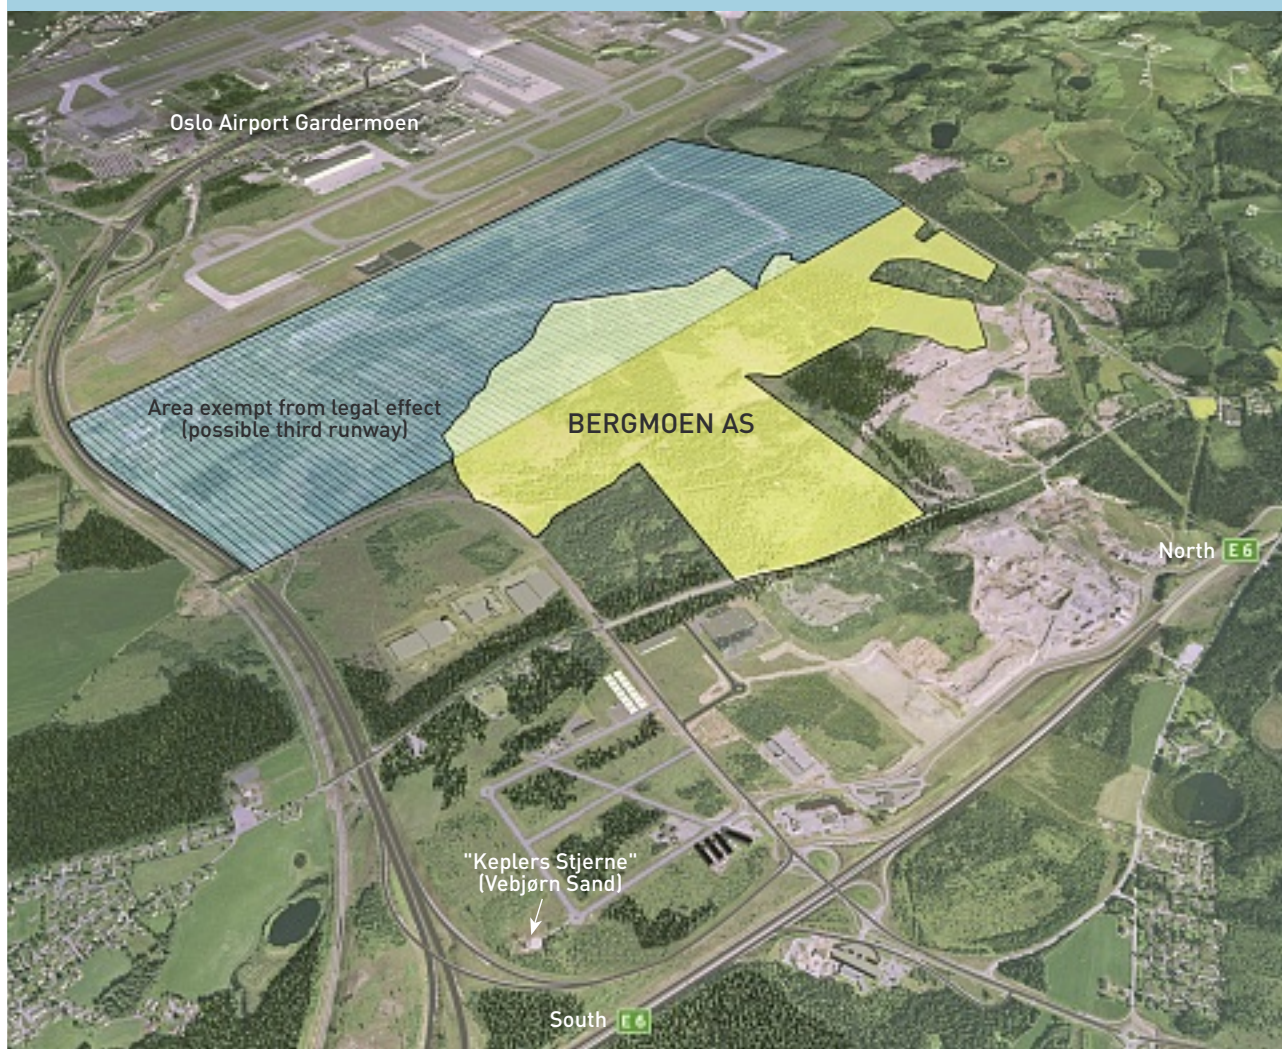 Oslo Airport Gardermoen
Area exempt from legal effect
(possible third runway)
BERGMOEN AS
North E6
"Keplers Stjerne"
(Vebjørn Sand)
South E6